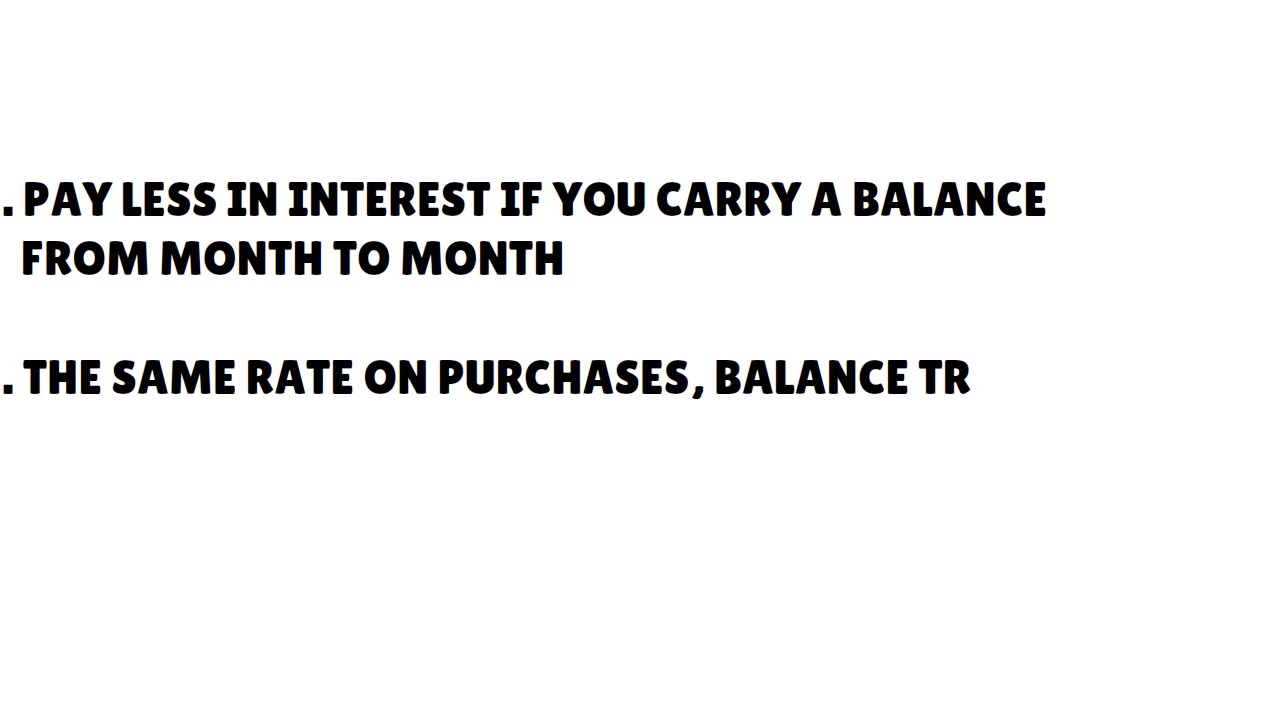 . PAY LESS IN INTEREST IF YOU CARRY A BALANCE
FROM MONTH TO MONTH
. THE SAME RATE ON PURCHASES, BALANCE TR